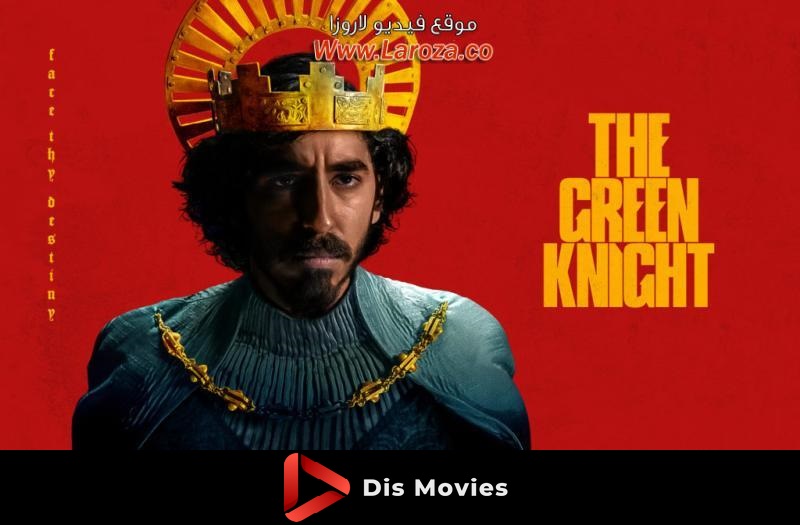 موقع فيديو لاروزا
Www.Laroza.co
face thy destiny
THE
GREEN
KNIGHT
Dis Movies